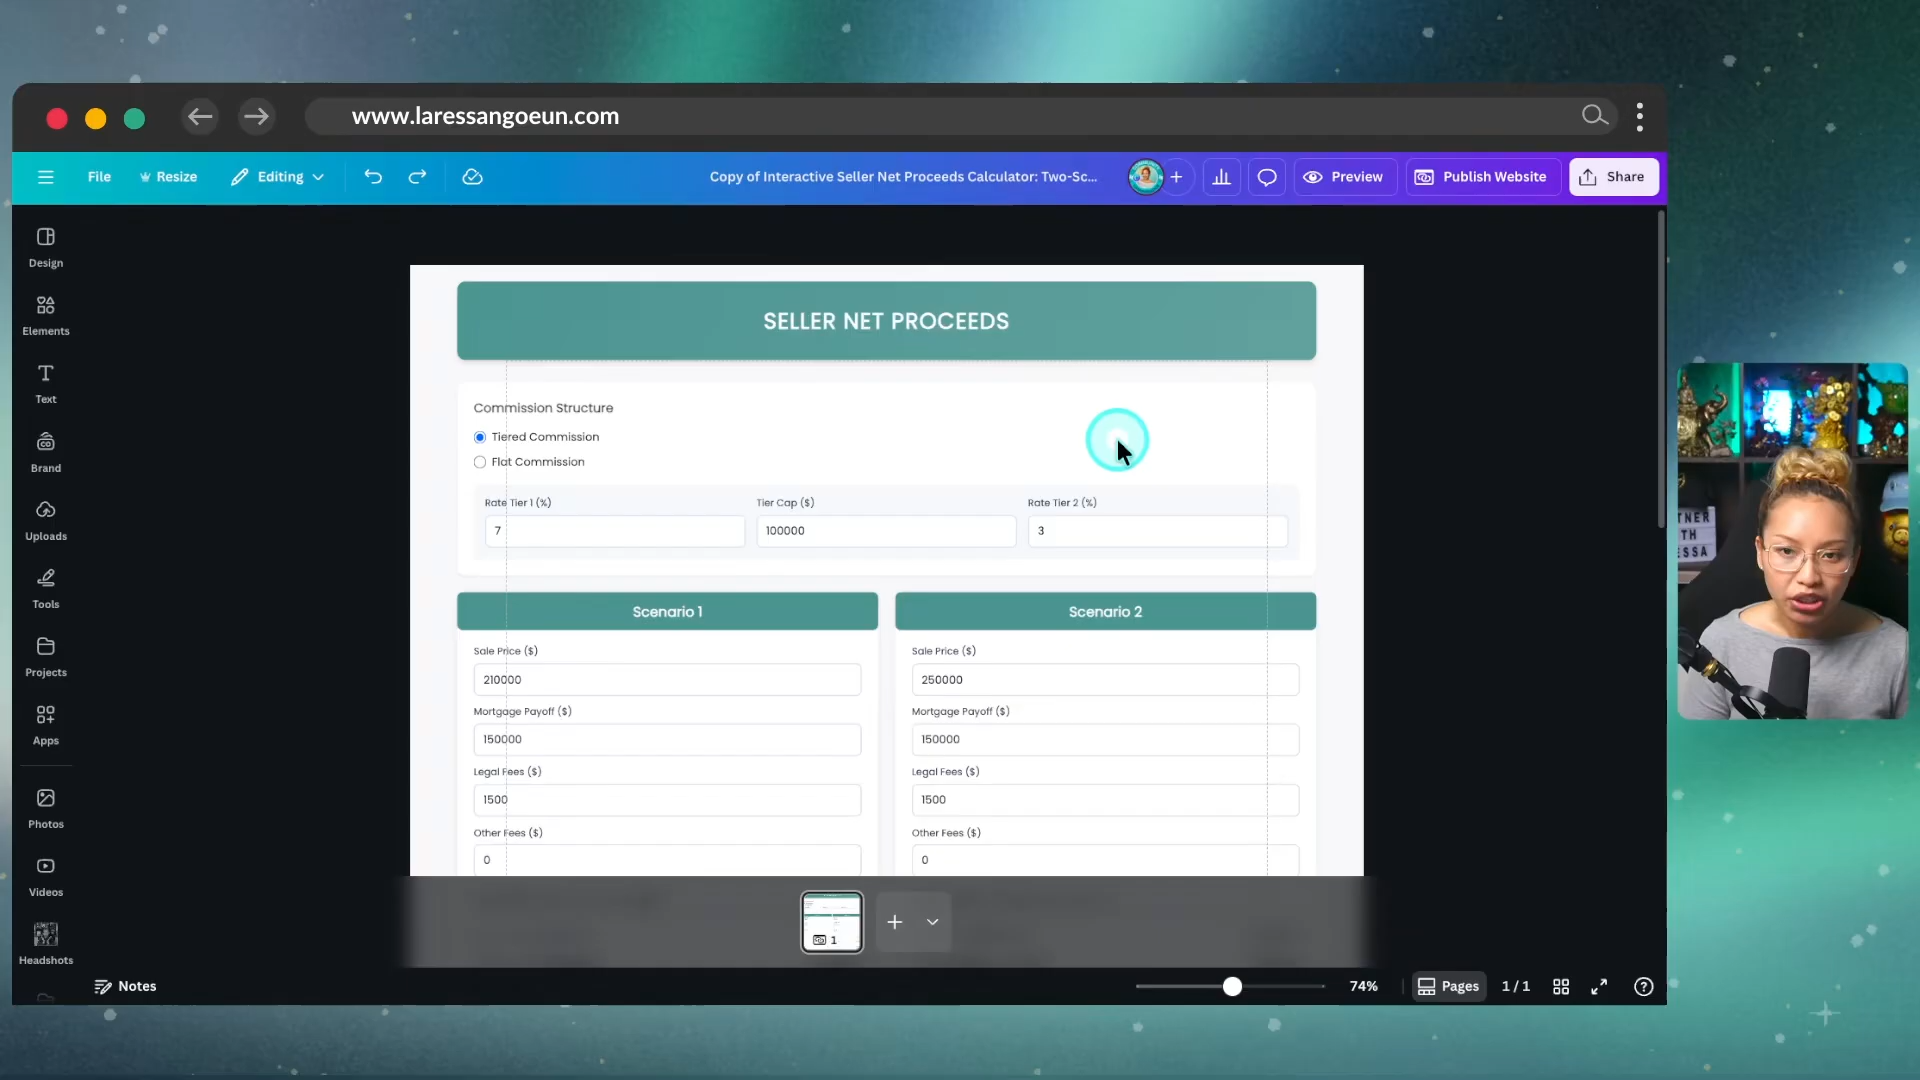 www.laressangoeun.com
File
Resize
Editing
Copy of Interactive Seller Net Proceeds Calculator: Two-Sc...
Preview
Publish Website
Share
Design
Elements
Text
Brand
Uploads
Tools
Projects
Apps
Photos
Videos
Headshots
SELLER NET PROCEEDS
Commission Structure
Tiered Commission
Flat Commission
Rate Tier 1 (%)
Tier Cap ($)
Rate Tier 2 (%)
7
100000
3
Scenario 1
Sale Price ($)
210000
Mortgage Payoff ($)
150000
Legal Fees ($)
1500
Other Fees ($)
0
Scenario 2
Sale Price ($)
250000
Mortgage Payoff ($)
150000
Legal Fees ($)
1500
Other Fees ($)
0
1
Notes
74%
Pages
1 / 1